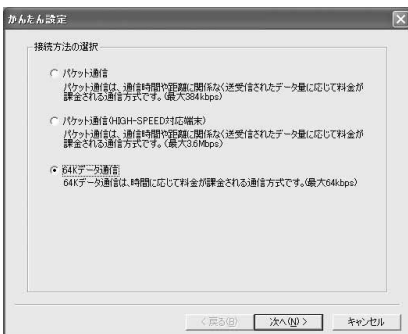 かんたん設定
接続方法の選択
パケット通信
パケット通信は、通信時間や距離に関係なく送受信されたデータ量に応じて料金が
課金される通信方式です。(最大384kbps)
パケット通信(HIGH-SPEED対応端末)
パケット通信は、通信時間や距離に関係なく送受信されたデータ量に応じて料金が
課金される通信方式です。(最大3.6Mbps)
64Kデータ通信
64Kデータ通信は、時間に応じて料金が課金される通信方式です。(最大64kbps)
< 戻る(B) 次へ(N) > キャンセル